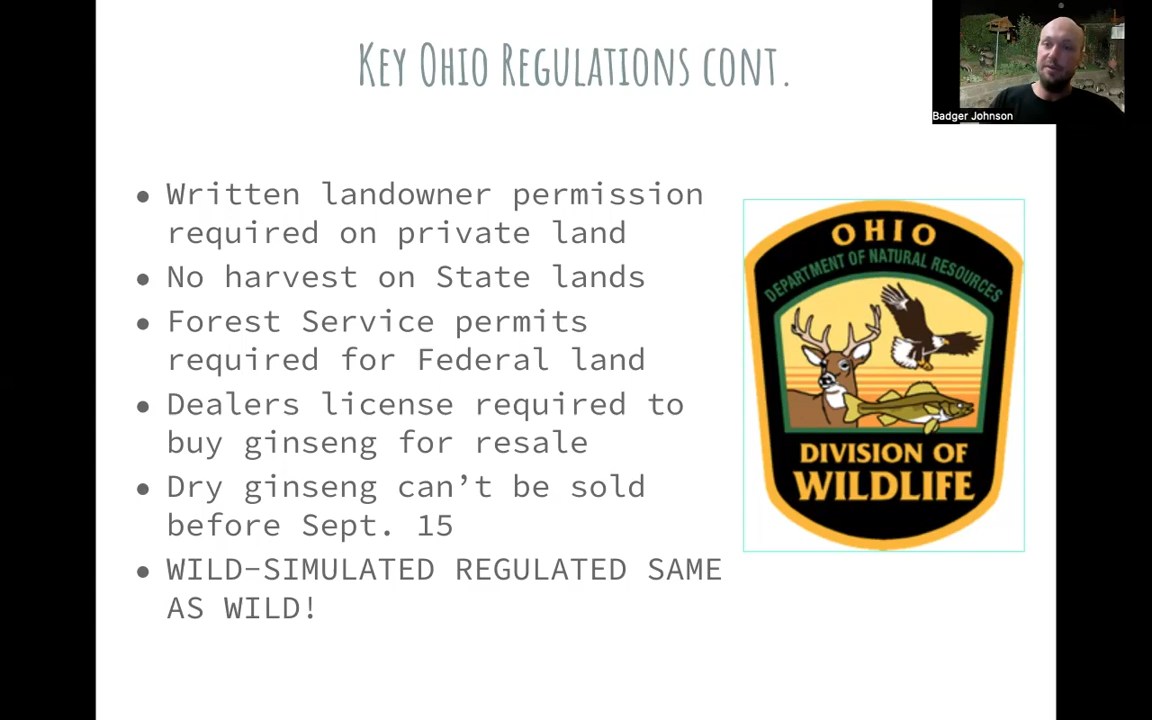 Key Ohio Regulations cont.
Badger Johnson
● Written landowner permission
required on private land
● No harvest on State lands
● Forest Service permits
required for Federal land
● Dealers license required to
buy ginseng for resale
● Dry ginseng can’t be sold
before Sept. 15
● WILD-SIMULATED REGULATED SAME
AS WILD!
OHIO
DEPARTMENT OF NATURAL RESOURCES
DIVISION OF
WILDLIFE